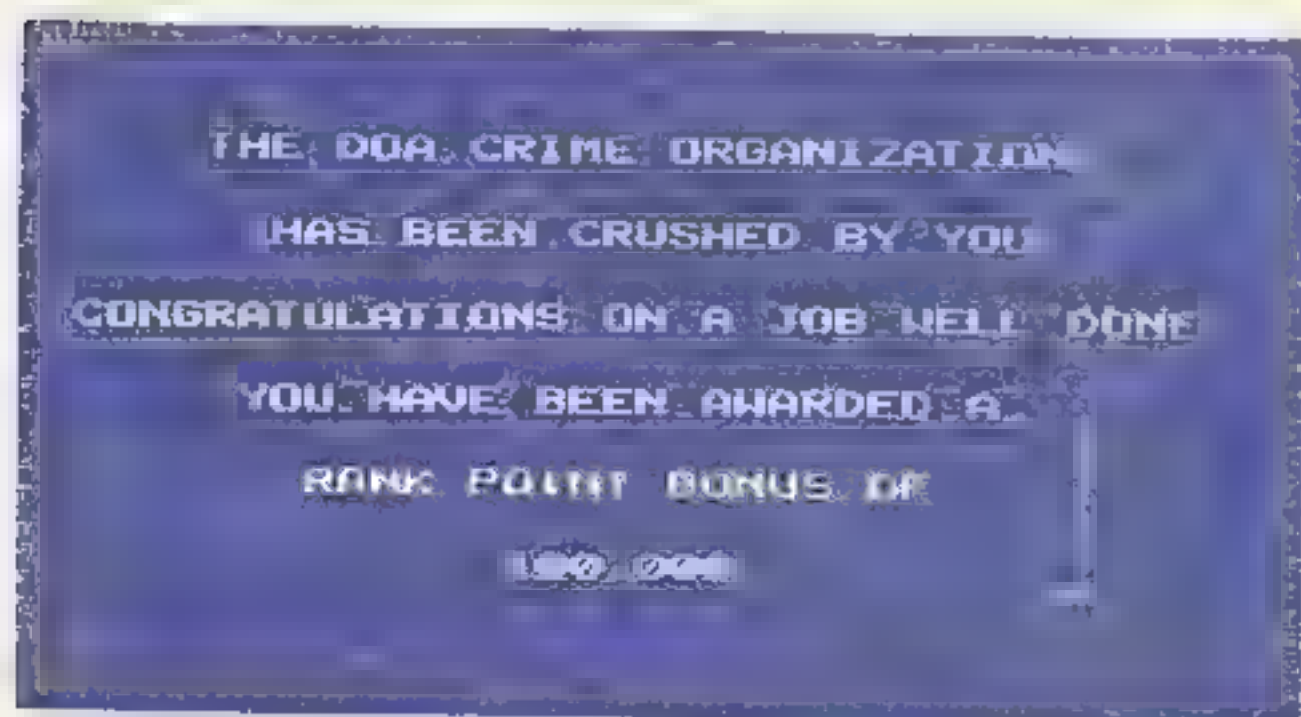 THE DOA CRIME ORGANIZATION
HAS BEEN CRUSHED BY YOU
CONGRATULATIONS ON A JOB WELL DONE
YOU HAVE BEEN AWARDED A
RANK POINT BONUS OF